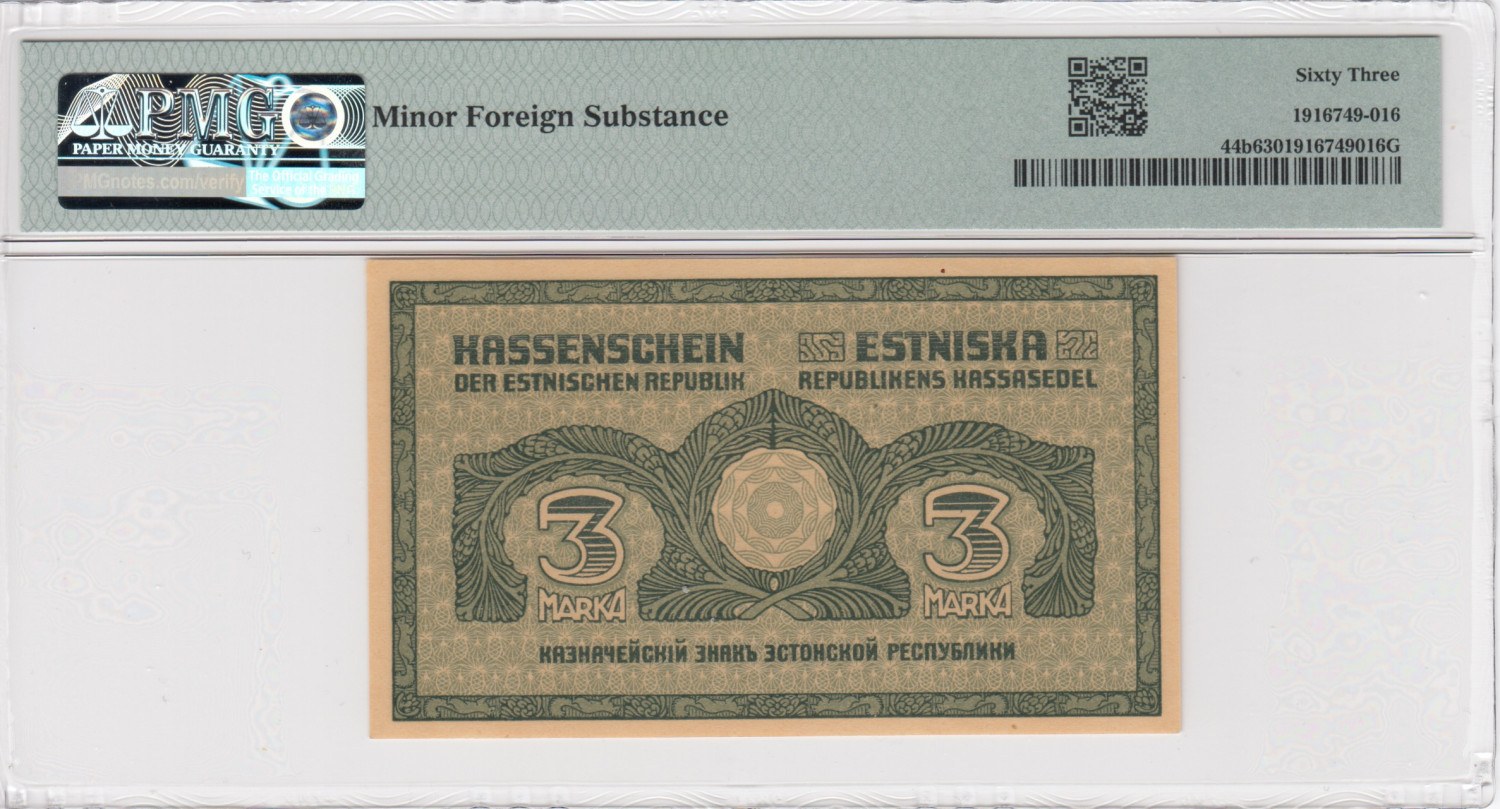 PMG
PAPER MONEY GUARANTY
PMGnotes.com/verify
The Official Grading
Service of the
Minor Foreign Substance
Sixty Three
1916749-016
44b6301916749016G
KASSENSCHEIN
DER ESTNISCHEN REPUBLIK
ESTNISKA
REPUBLIKENS KASSASEDEL
3
MARKA
3
MARKA
КАЗНАЧЕЙСКІЙ ЗНАКЪ ЭСТОНСКОЙ РЕСПУБЛИКИ